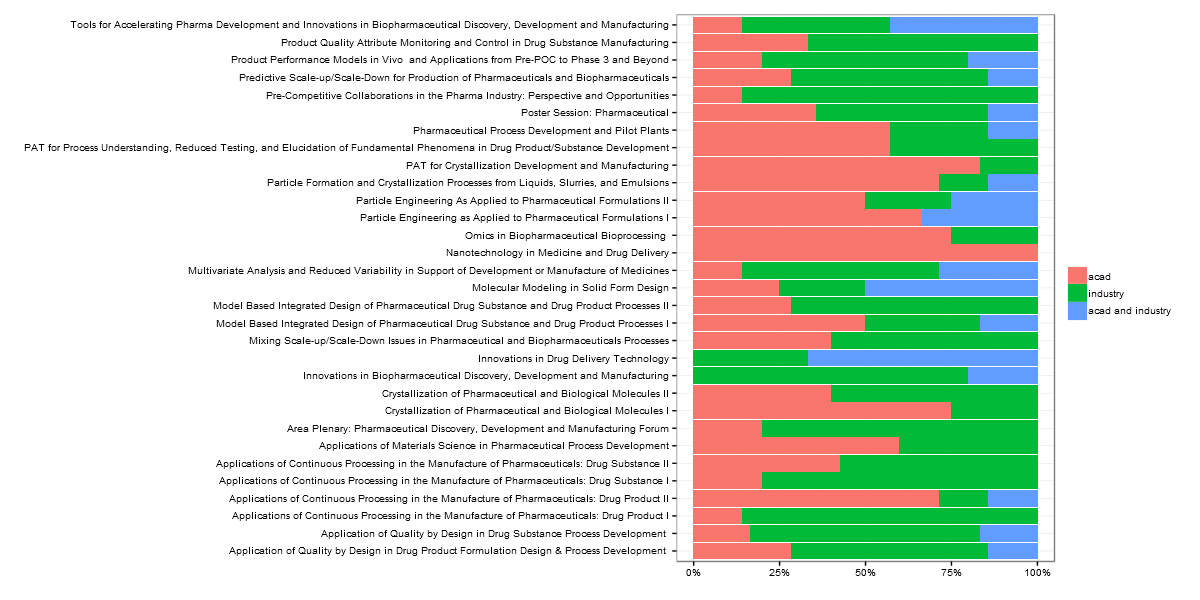 Tools for Accelerating Pharma Development and Innovations in Biopharmaceutical Discovery, Development and Manufacturing
Product Quality Attribute Monitoring and Control in Drug Substance Manufacturing
Product Performance Models in Vivo and Applications from Pre-POC to Phase 3 and Beyond
Predictive Scale-up/Scale-Down for Production of Pharmaceuticals and Biopharmaceuticals
Pre-Competitive Collaborations in the Pharma Industry: Perspective and Opportunities
Poster Session: Pharmaceutical
Pharmaceutical Process Development and Pilot Plants
PAT for Process Understanding, Reduced Testing, and Elucidation of Fundamental Phenomena in Drug Product/Substance Development
PAT for Crystallization Development and Manufacturing
Particle Formation and Crystallization Processes from Liquids, Slurries, and Emulsions
Particle Engineering As Applied to Pharmaceutical Formulations II
Particle Engineering as Applied to Pharmaceutical Formulations I
Omics in Biopharmaceutical Bioprocessing
Nanotechnology in Medicine and Drug Delivery
Multivariate Analysis and Reduced Variability in Support of Development or Manufacture of Medicines
Molecular Modeling in Solid Form Design
Model Based Integrated Design of Pharmaceutical Drug Substance and Drug Product Processes II
Model Based Integrated Design of Pharmaceutical Drug Substance and Drug Product Processes I
Mixing Scale-up/Scale-Down Issues in Pharmaceutical and Biopharmaceuticals Processes
Innovations in Drug Delivery Technology
Innovations in Biopharmaceutical Discovery, Development and Manufacturing
Crystallization of Pharmaceutical and Biological Molecules II
Crystallization of Pharmaceutical and Biological Molecules I
Area Plenary: Pharmaceutical Discovery, Development and Manufacturing Forum
Applications of Materials Science in Pharmaceutical Process Development
Applications of Continuous Processing in the Manufacture of Pharmaceuticals: Drug Substance II
Applications of Continuous Processing in the Manufacture of Pharmaceuticals: Drug Substance I
Applications of Continuous Processing in the Manufacture of Pharmaceuticals: Drug Product II
Applications of Continuous Processing in the Manufacture of Pharmaceuticals: Drug Product I
Application of Quality by Design in Drug Substance Process Development
Application of Quality by Design in Drug Product Formulation Design & Process Development
0% 25% 50% 75% 100%
acad
industry
acad and industry